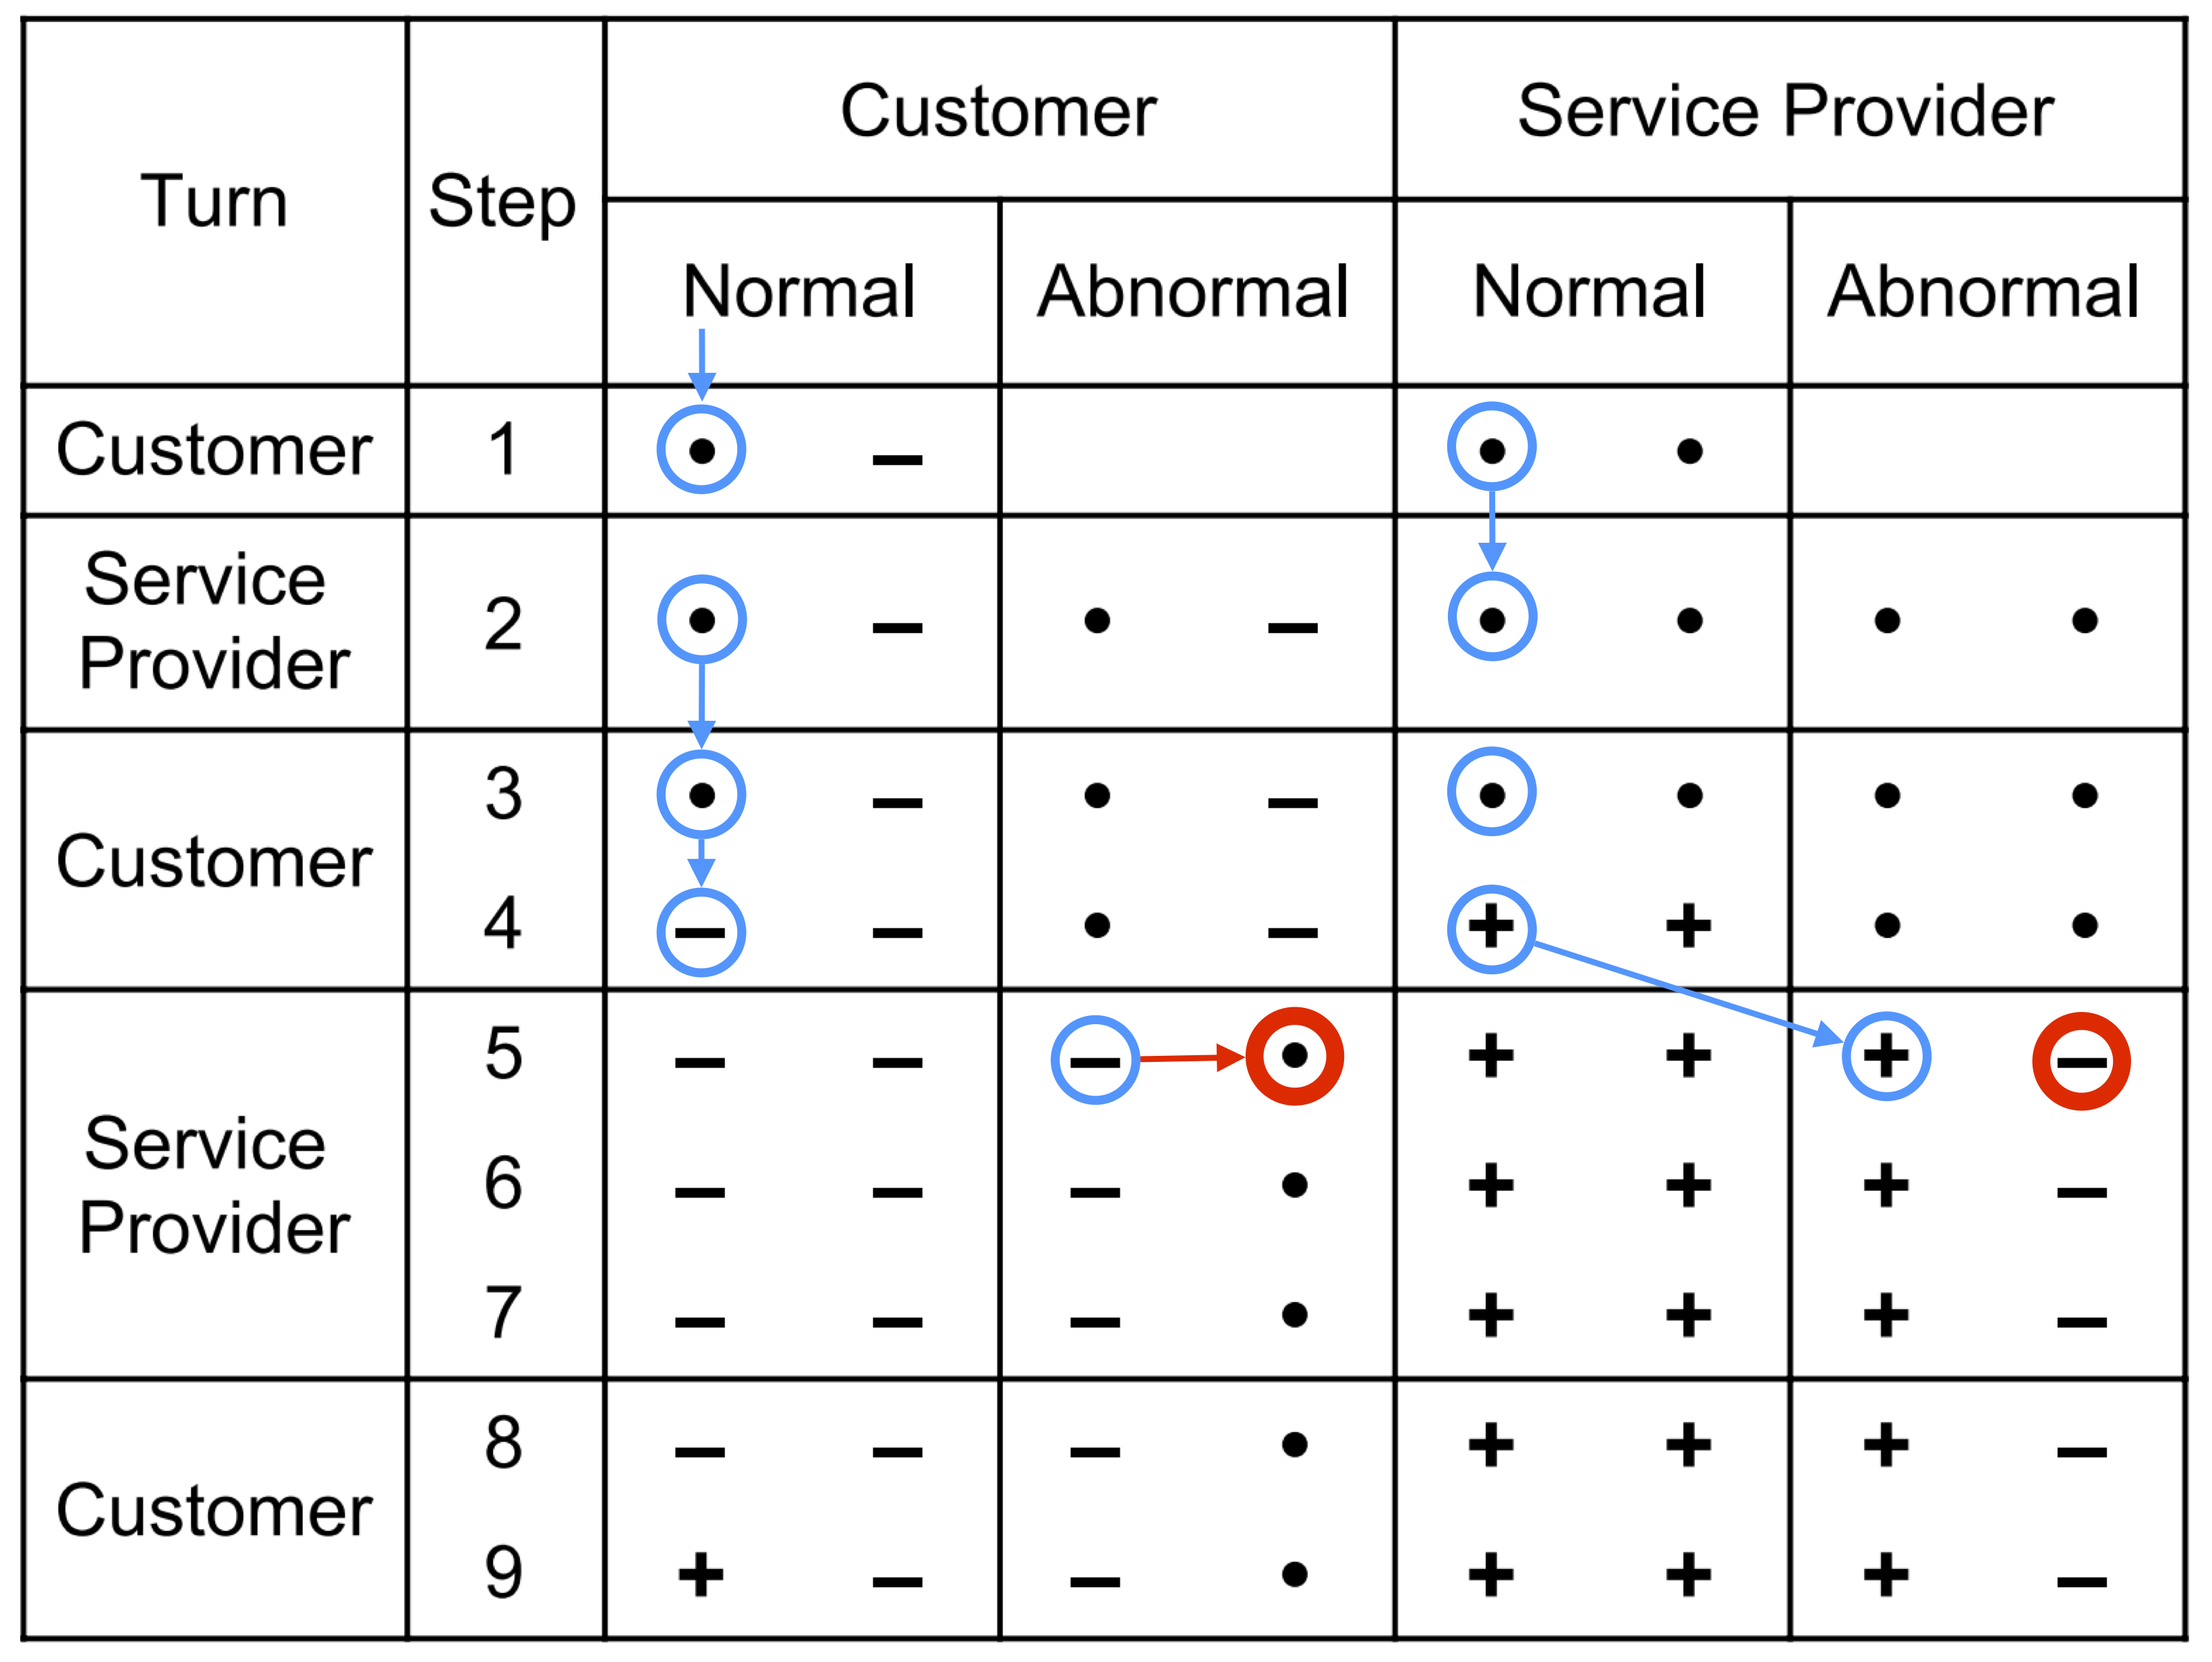 Turn Step Customer Service Provider
Normal Abnormal Normal Abnormal
Customer 1 • – • •
Service Provider 2 • – • – • • • •
Customer 3 • – • – • • • •
4 – – • – + + • •
Service Provider 5 – – – • + + + –
6 – – – • + + + –
7 – – – • + + + –
Customer 8 – – – • + + + –
9 + – – • + + + –